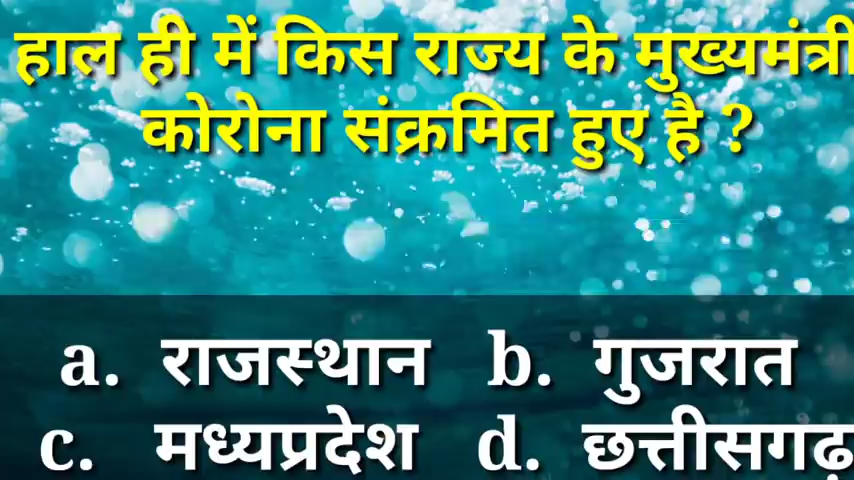 हाल ही में किस राज्य के मुख्यमंत्री
कोरोना संक्रमित हुए है ?
a. राजस्थान b. गुजरात
c. मध्यप्रदेश d. छत्तीसगढ़